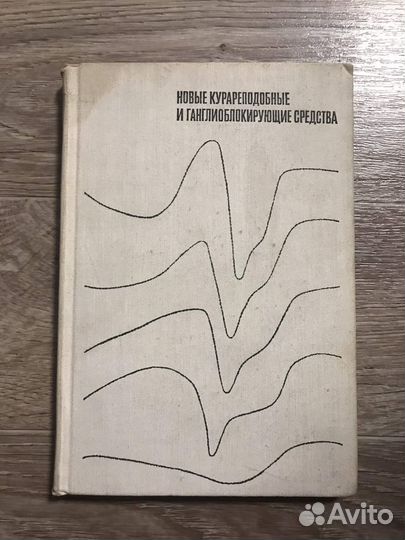 НОВЫЕ КУРАРЕПОДОБНЫЕ
И ГАНГЛИОБЛОКИРУЮЩИЕ СРЕДСТВА
Avito